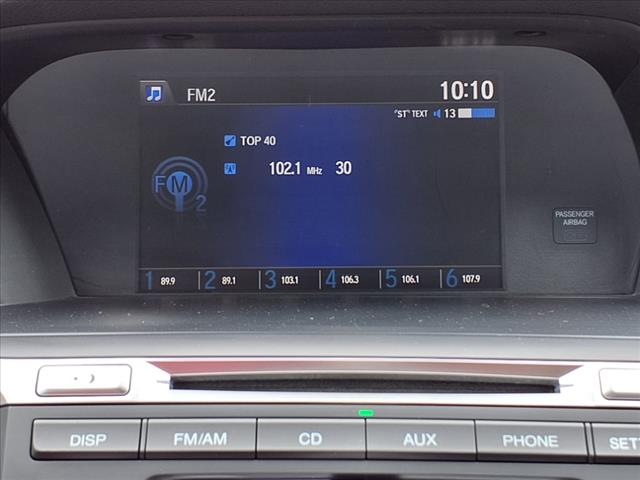 FM2
10:10
"ST" TEXT 13
TOP 40
102.1 MHz 30
FM 2
PASSENGER
AIRBAG
1 89.9 2 89.1 3 103.1 4 106.3 5 106.1 6 107.9
DISP FM/AM CD AUX PHONE SETT